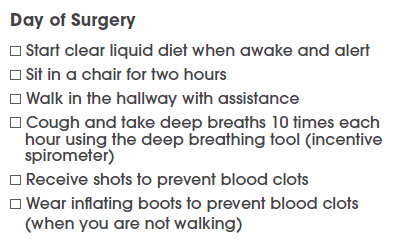 Day of Surgery
☐ Start clear liquid diet when awake and alert
☐ Sit in a chair for two hours
☐ Walk in the hallway with assistance
☐ Cough and take deep breaths 10 times each
hour using the deep breathing tool (incentive
spirometer)
☐ Receive shots to prevent blood clots
☐ Wear inflating boots to prevent blood clots
(when you are not walking)